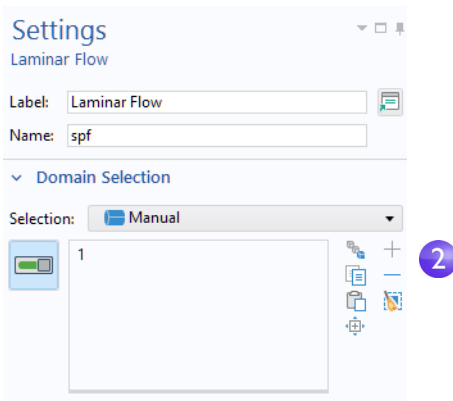 Settings
Laminar Flow
Label: Laminar Flow
Name: spf
Domain Selection
Selection: Manual
1
2